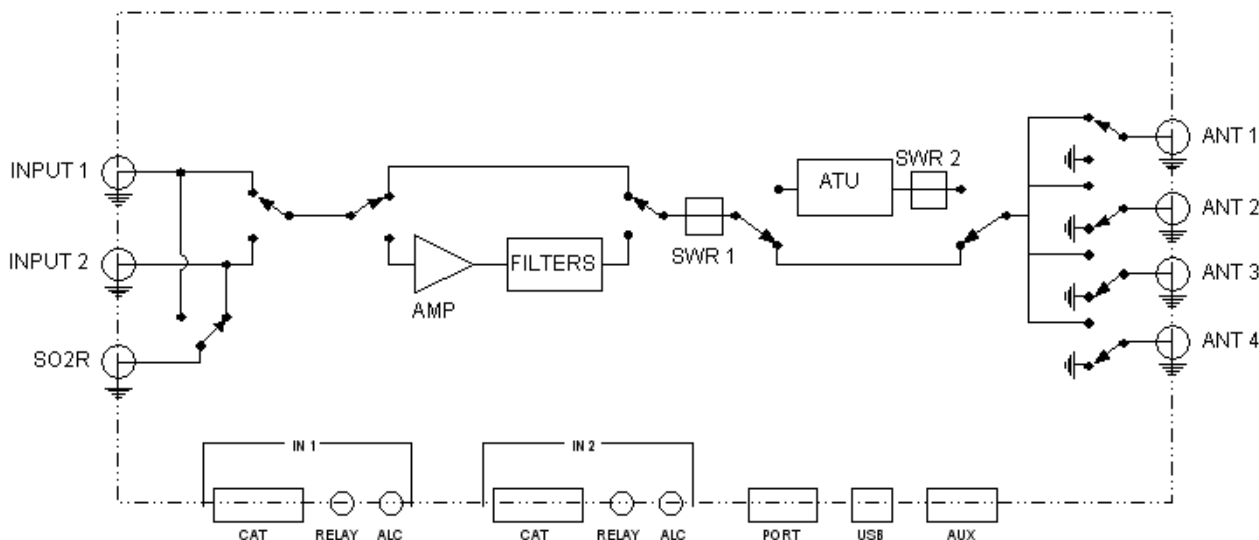 INPUT 1
INPUT 2
SO2R
AMP
FILTERS
SWR 1
ATU
SWR 2
ANT 1
ANT 2
ANT 3
ANT 4
IN 1
CAT
RELAY
ALC
IN 2
CAT
RELAY
ALC
PORT
USB
AUX